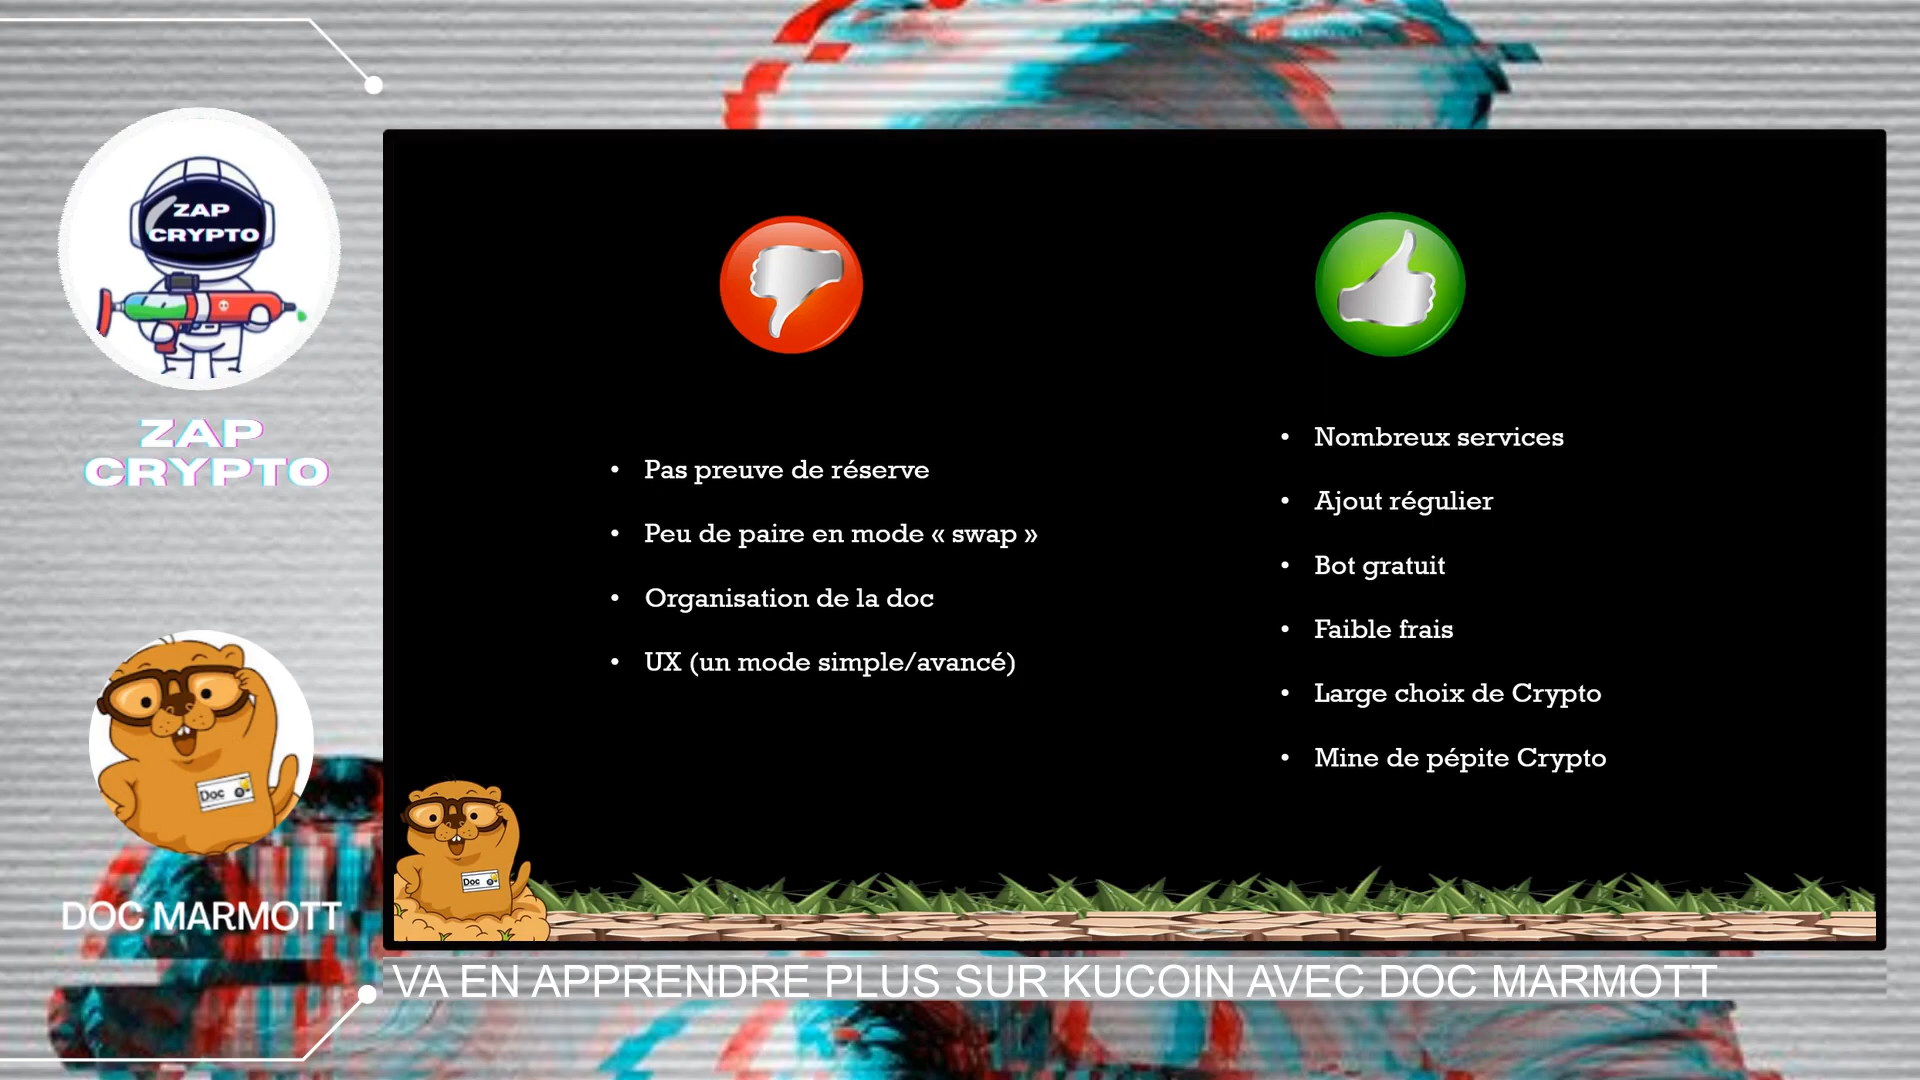 ZAP
CRYPTO
ZAP
CRYPTO
Doc
DOC MARMOTT
• Pas preuve de réserve
• Peu de paire en mode « swap »
• Organisation de la doc
• UX (un mode simple/avancé)
• Nombreux services
• Ajout régulier
• Bot gratuit
• Faible frais
• Large choix de Crypto
• Mine de pépite Crypto
Doc
VA EN APPRENDRE PLUS SUR KUCOIN AVEC DOC MARMOTT